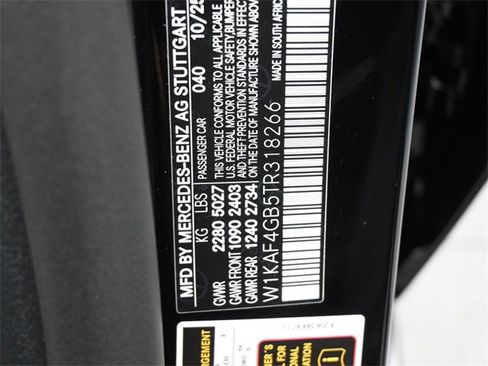 MFD BY MERCEDES-BENZ AG STUTTGART
PASSENGER CAR 040 10/25
KG LBS
GVWR 2280 5027
GAWR FRONT 1090 2403
GAWR REAR 1240 2734
THIS VEHICLE CONFORMS TO ALL APPLICABLE
U.S. FEDERAL MOTOR VEHICLE SAFETY, BUMPER
AND THEFT PREVENTION STANDARDS IN EFFECT
ON THE DATE OF MANUFACTURE SHOWN ABOVE
W1KAF4GB5TR318266
MADE IN SOUTH AFRICA